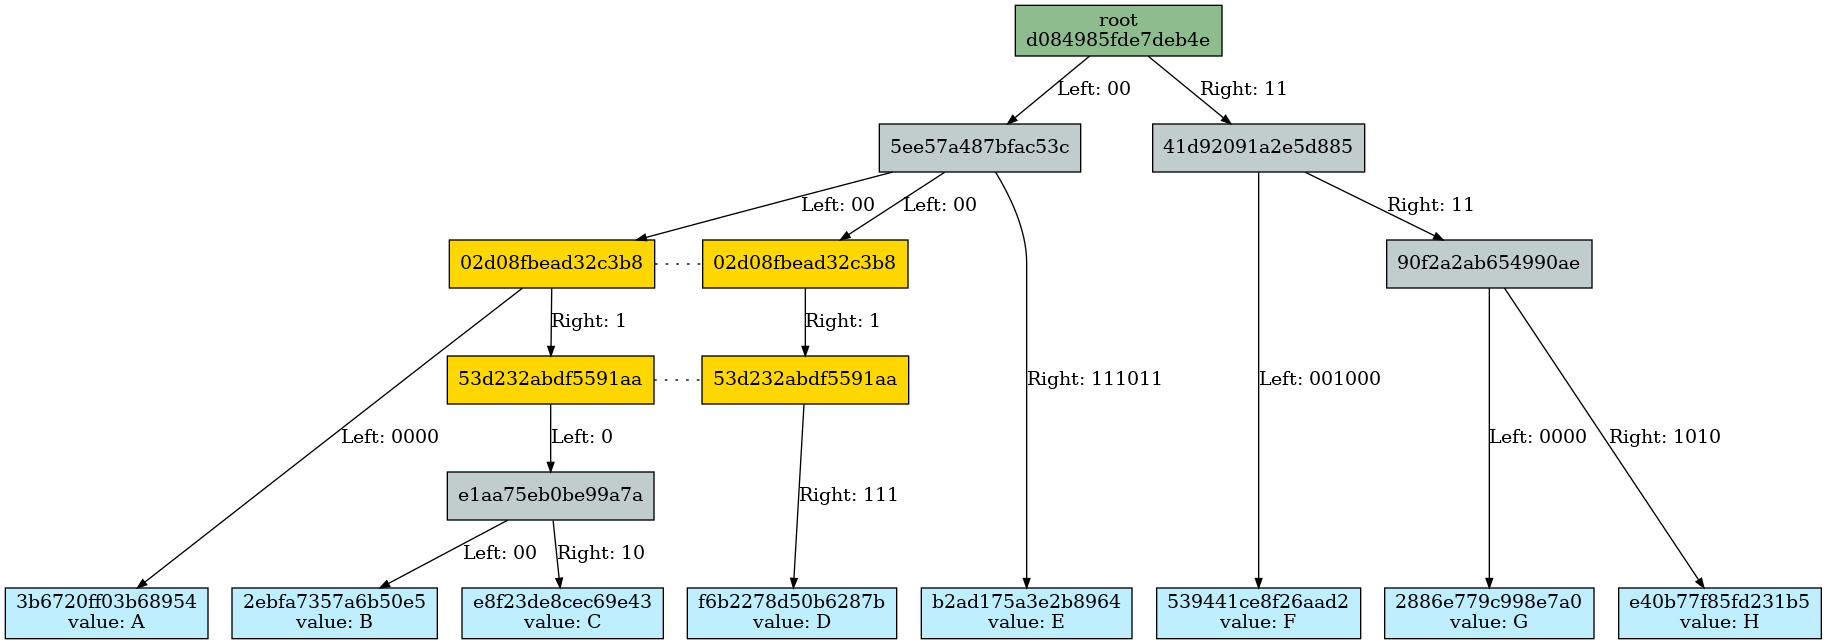 root
d084985fde7deb4e
Left: 00
Right: 11
5ee57a487bfac53c
41d92091a2e5d885
Left: 00
Left: 00
Right: 11
02d08fbead32c3b8
02d08fbead32c3b8
90f2a2ab654990ae
Right: 1
Right: 1
53d232abdf5591aa
53d232abdf5591aa
Right: 111011
Left: 001000
Left: 0000
Left: 0
Left: 0000
Right: 1010
e1aa75eb0be99a7a
Right: 111
Left: 00
Right: 10
3b6720ff03b68954
value: A
2ebfa7357a6b50e5
value: B
e8f23de8cec69e43
value: C
f6b2278d50b6287b
value: D
b2ad175a3e2b8964
value: E
539441ce8f26aad2
value: F
2886e779c998e7a0
value: G
e40b77f85fd231b5
value: H